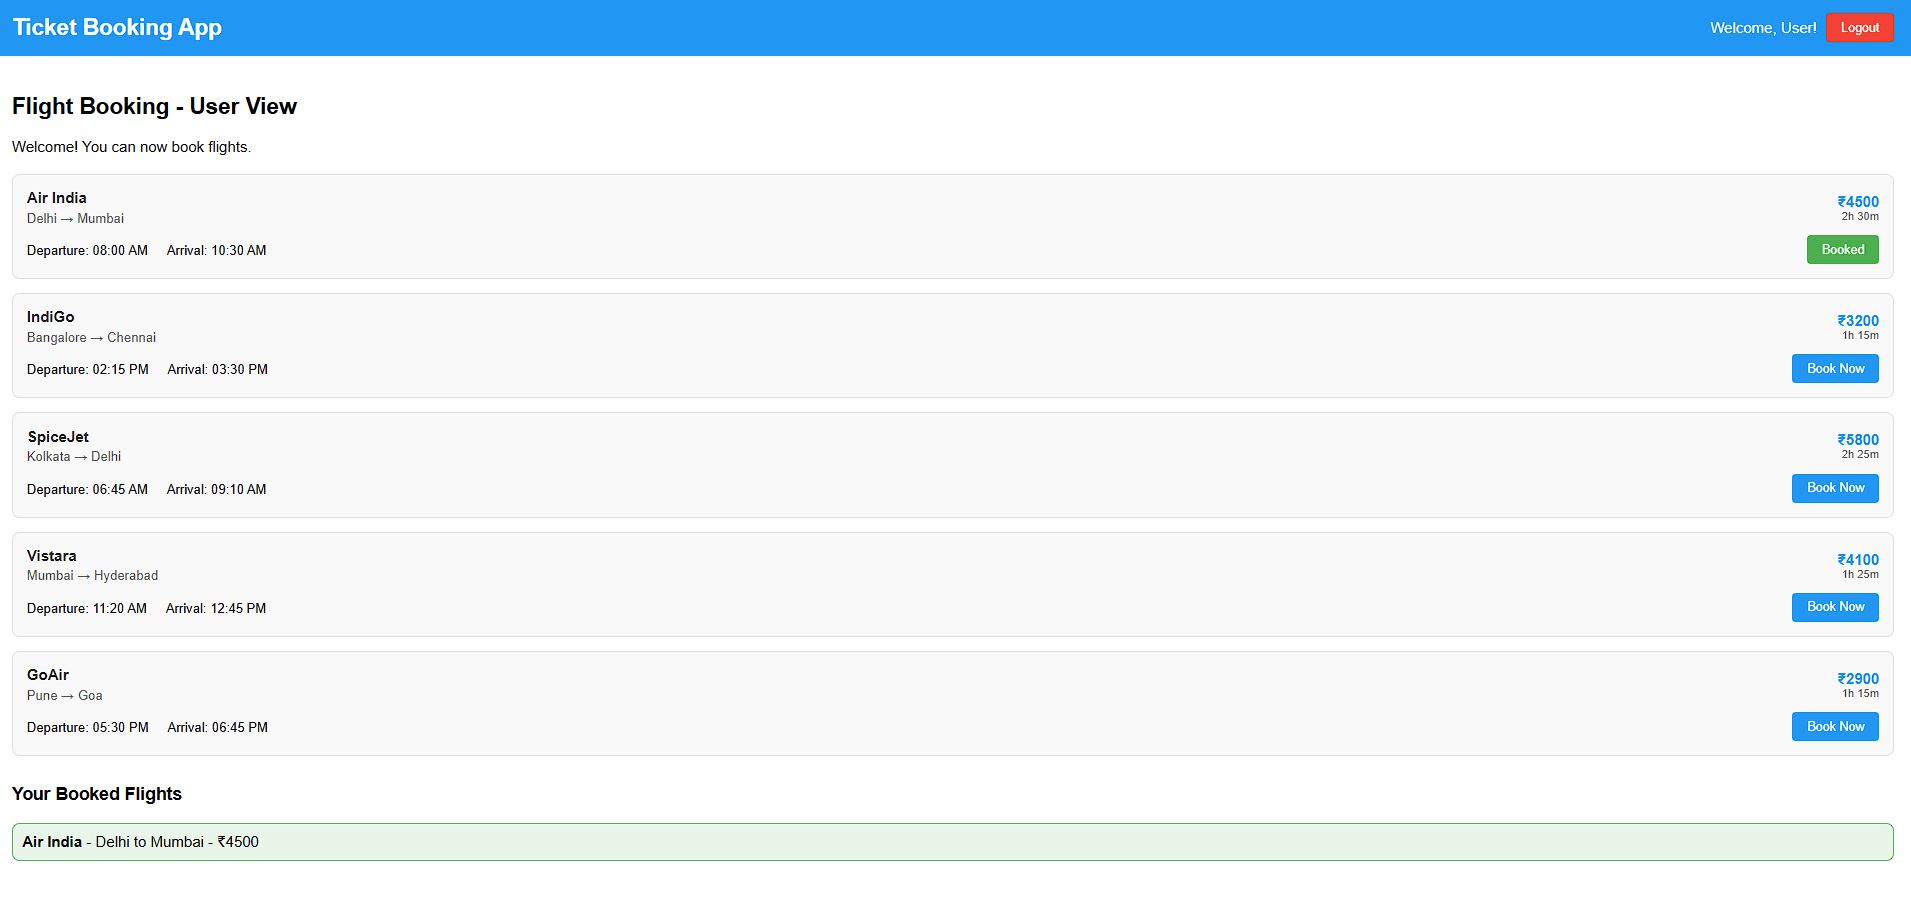 Ticket Booking App
Welcome, User! Logout
Flight Booking - User View
Welcome! You can now book flights.
Air India
Delhi → Mumbai
Departure: 08:00 AM Arrival: 10:30 AM
₹4500
2h 30m
Booked
IndiGo
Bangalore → Chennai
Departure: 02:15 PM Arrival: 03:30 PM
₹3200
1h 15m
Book Now
SpiceJet
Kolkata → Delhi
Departure: 06:45 AM Arrival: 09:10 AM
₹5800
2h 25m
Book Now
Vistara
Mumbai → Hyderabad
Departure: 11:20 AM Arrival: 12:45 PM
₹4100
1h 25m
Book Now
GoAir
Pune → Goa
Departure: 05:30 PM Arrival: 06:45 PM
₹2900
1h 15m
Book Now
Your Booked Flights
Air India - Delhi to Mumbai - ₹4500